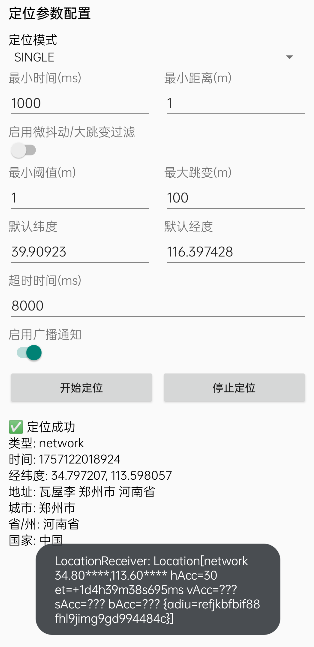 定位参数配置
定位模式
SINGLE
最小时间(ms) 最小距离(m)
1000 1
启用微抖动/大跳变过滤
最小阈值(m) 最大跳变(m)
1 100
默认纬度 默认经度
39.90923 116.397428
超时时间(ms)
8000
启用广播通知
开始定位 停止定位
✅ 定位成功
类型: network
时间: 1757122018924
经纬度: 34.797207, 113.598057
地址: 瓦屋李 郑州市 河南省
城市: 郑州市
省/州: 河南省
国家: 中国
LocationReceiver: Location[network
34.80****,113.60**** hAcc=30
et=+1d4h39m38s695ms vAcc=???
sAcc=??? bAcc=??? {adiu=refjkbfbif88
fhl9jimg9gd994484c}]